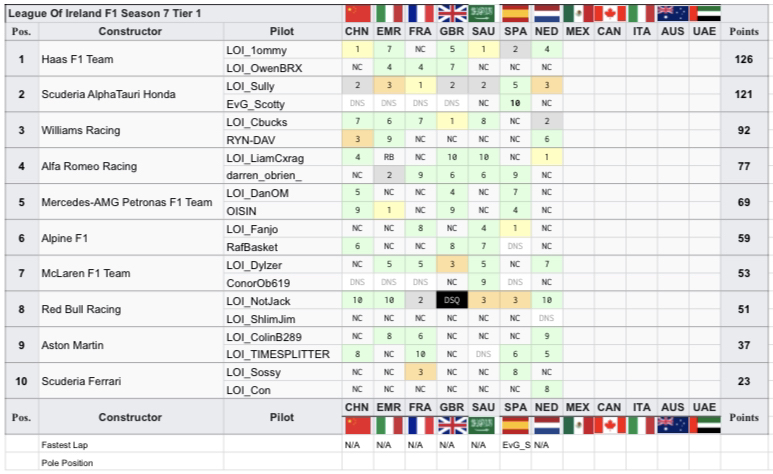 League Of Ireland F1 Season 7 Tier 1
Pos. Constructor Pilot CHN EMR FRA GBR SAU SPA NED MEX CAN ITA AUS UAE Points
1 Haas F1 Team 126
LOI_1ommy 1 7 NC 5 1 2 4
LOI_OwenBRX NC 4 4 7 NC NC NC
2 Scuderia AlphaTauri Honda 121
LOI_Sully 2 3 1 2 2 5 3
EvG_Scotty DNS DNS DNS DNS NC 10 NC
3 Williams Racing 92
LOI_Cbucks 7 6 7 1 8 NC 2
RYN-DAV 3 9 NC NC NC NC 6
4 Alfa Romeo Racing 77
LOI_LiamCxrag 4 RB NC 10 10 NC 1
darren_obrien_ NC 2 9 6 6 9 NC
5 Mercedes-AMG Petronas F1 Team 69
LOI_DanOM 5 NC NC 4 NC 7 NC
OISIN 9 1 NC 9 NC 4 NC
6 Alpine F1 59
LOI_Fanjo NC NC 8 NC 4 1 NC
RafBasket 6 NC NC 8 7 DNS NC
7 McLaren F1 Team 53
LOI_Dylzer NC 5 5 3 5 NC 7
ConorOb619 DNS DNS DNS NC 9 DNS NC
8 Red Bull Racing 51
LOI_NotJack 10 10 2 DSQ 3 3 10
LOI_ShlimJim NC NC NC NC NC NC DNS
9 Aston Martin 37
LOI_ColinB289 NC 8 6 NC NC NC 9
LOI_TIMESPLITTER 8 NC 10 NC DNS 6 5
10 Scuderia Ferrari 23
LOI_Sossy NC NC 3 NC NC 8 NC
LOI_Con NC NC NC NC NC NC 8
Pos. Constructor Pilot CHN EMR FRA GBR SAU SPA NED MEX CAN ITA AUS UAE Points
Fastest Lap N/A N/A N/A N/A N/A EvG_S N/A
Pole Position